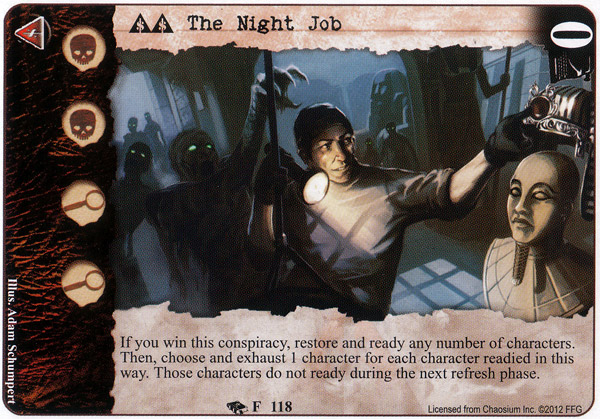 The Night Job
0
If you win this conspiracy, restore and ready any number of characters.
Then, choose and exhaust 1 character for each character readied in this
way. Those characters do not ready during the next refresh phase.
Illus. Adam Schumpert
F 118
Licensed from Chaosium Inc. ©2012 FFG